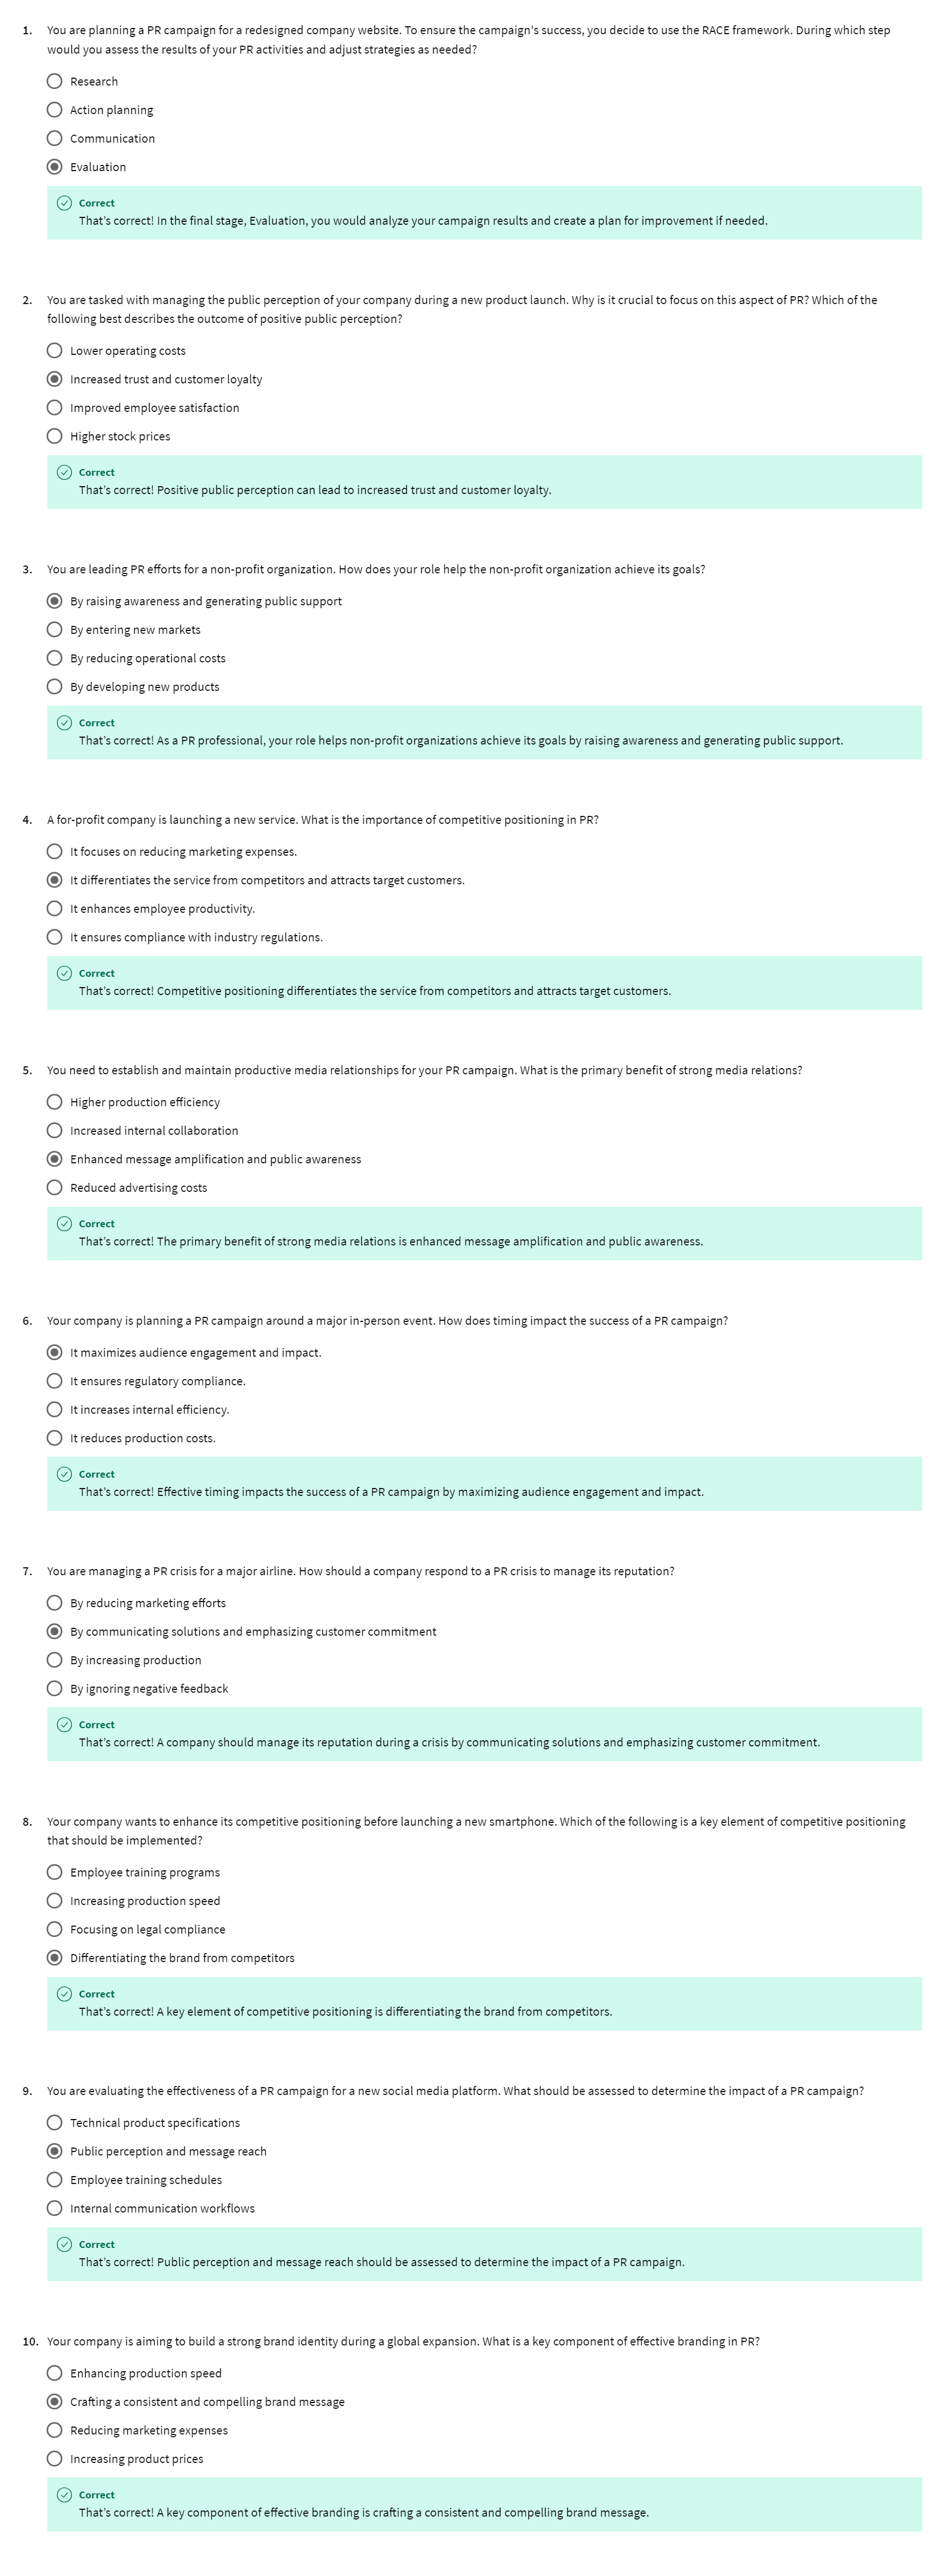 1. You are planning a PR campaign for a redesigned company website. To ensure the campaign's success, you decide to use the RACE framework. During which step
would you assess the results of your PR activities and adjust strategies as needed?
Research
Action planning
Communication
Evaluation
Correct
That's correct! In the final stage, Evaluation, you would analyze your campaign results and create a plan for improvement if needed.
2. You are tasked with managing the public perception of your company during a new product launch. Why is it crucial to focus on this aspect of PR? Which of the
following best describes the outcome of positive public perception?
Lower operating costs
Increased trust and customer loyalty
Improved employee satisfaction
Higher stock prices
Correct
That's correct! Positive public perception can lead to increased trust and customer loyalty.
3. You are leading PR efforts for a non-profit organization. How does your role help the non-profit organization achieve its goals?
By raising awareness and generating public support
By entering new markets
By reducing operational costs
By developing new products
Correct
That's correct! As a PR professional, your role helps non-profit organizations achieve its goals by raising awareness and generating public support.
4. A for-profit company is launching a new service. What is the importance of competitive positioning in PR?
It focuses on reducing marketing expenses.
It differentiates the service from competitors and attracts target customers.
It enhances employee productivity.
It ensures compliance with industry regulations.
Correct
That's correct! Competitive positioning differentiates the service from competitors and attracts target customers.
5. You need to establish and maintain productive media relationships for your PR campaign. What is the primary benefit of strong media relations?
Higher production efficiency
Increased internal collaboration
Enhanced message amplification and public awareness
Reduced advertising costs
Correct
That's correct! The primary benefit of strong media relations is enhanced message amplification and public awareness.
6. Your company is planning a PR campaign around a major in-person event. How does timing impact the success of a PR campaign?
It maximizes audience engagement and impact.
It ensures regulatory compliance.
It increases internal efficiency.
It reduces production costs.
Correct
That's correct! Effective timing impacts the success of a PR campaign by maximizing audience engagement and impact.
7. You are managing a PR crisis for a major airline. How should a company respond to a PR crisis to manage its reputation?
By reducing marketing efforts
By communicating solutions and emphasizing customer commitment
By increasing production
By ignoring negative feedback
Correct
That's correct! A company should manage its reputation during a crisis by communicating solutions and emphasizing customer commitment.
8. Your company wants to enhance its competitive positioning before launching a new smartphone. Which of the following is a key element of competitive positioning
that should be implemented?
Employee training programs
Increasing production speed
Focusing on legal compliance
Differentiating the brand from competitors
Correct
That's correct! A key element of competitive positioning is differentiating the brand from competitors.
9. You are evaluating the effectiveness of a PR campaign for a new social media platform. What should be assessed to determine the impact of a PR campaign?
Technical product specifications
Public perception and message reach
Employee training schedules
Internal communication workflows
Correct
That's correct! Public perception and message reach should be assessed to determine the impact of a PR campaign.
10. Your company is aiming to build a strong brand identity during a global expansion. What is a key component of effective branding in PR?
Enhancing production speed
Crafting a consistent and compelling brand message
Reducing marketing expenses
Increasing product prices
Correct
That's correct! A key component of effective branding is crafting a consistent and compelling brand message.